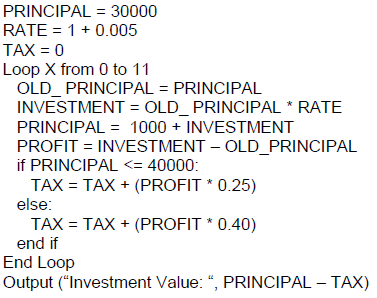 PRINCIPAL = 30000
RATE = 1 + 0.005
TAX = 0
Loop X from 0 to 11
OLD_ PRINCIPAL = PRINCIPAL
INVESTMENT = OLD_ PRINCIPAL * RATE
PRINCIPAL =  1000 + INVESTMENT
PROFIT = INVESTMENT – OLD_PRINCIPAL
if PRINCIPAL <= 40000:
TAX = TAX + (PROFIT * 0.25)
else:
TAX = TAX + (PROFIT * 0.40)
end if
End Loop
Output (“Investment Value: “, PRINCIPAL – TAX)